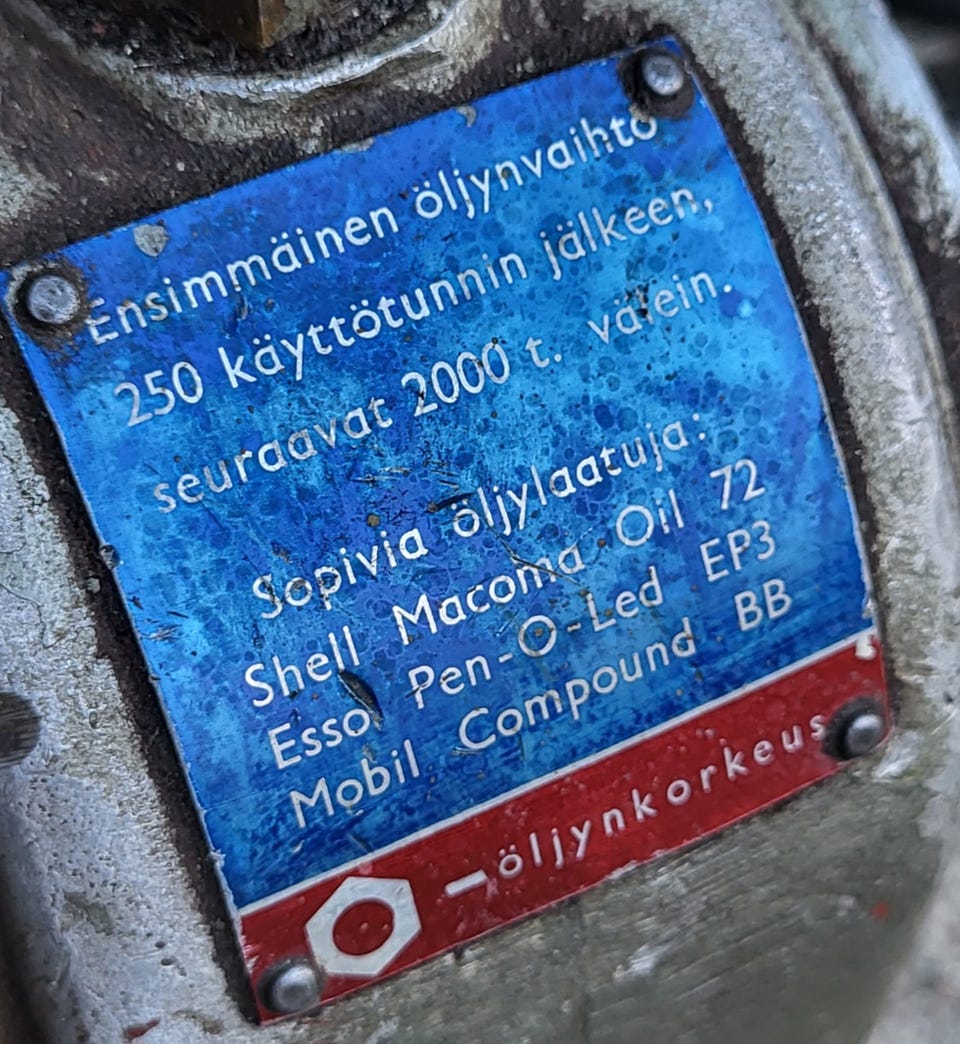 Ensimmäinen öljynvaihto
250 käyttötunnin jälkeen,
seuraavat 2000 t. välein.
Sopivia öljylaatuja:
Shell Macoma Oil 72
Esso Pen-O-Led EP3
Mobil Compound BB
–öljynkorkeus